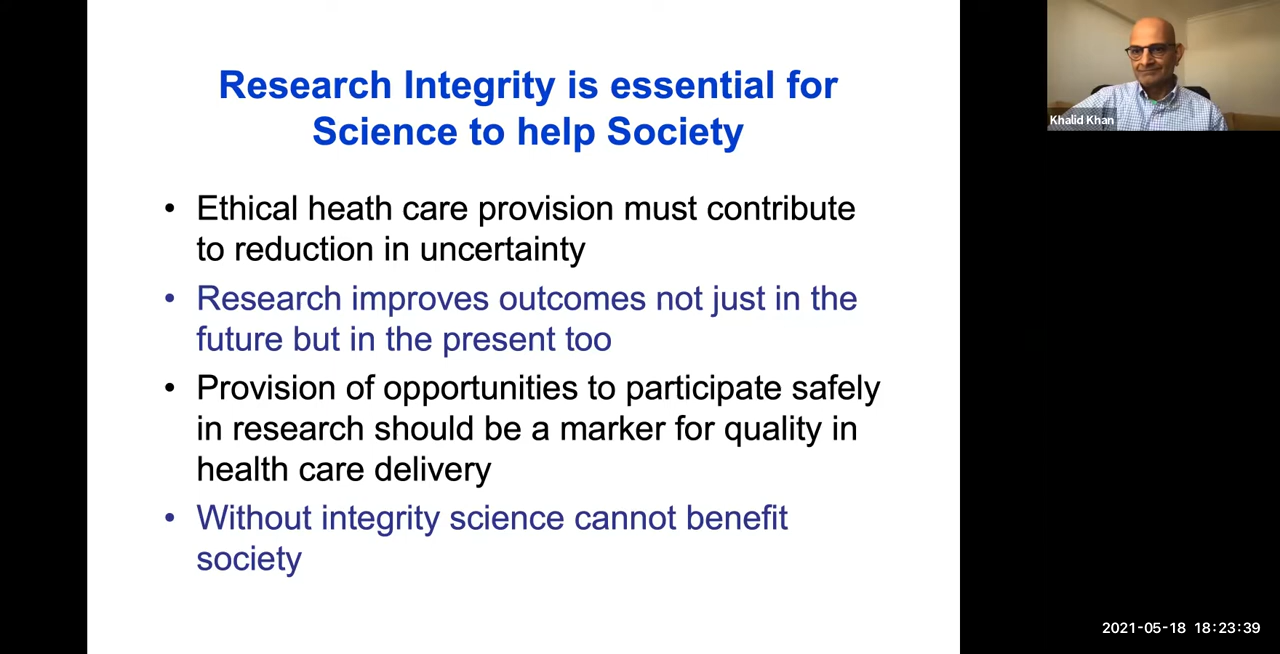 Research Integrity is essential for
Science to help Society
• Ethical heath care provision must contribute
to reduction in uncertainty
• Research improves outcomes not just in the
future but in the present too
• Provision of opportunities to participate safely
in research should be a marker for quality in
health care delivery
• Without integrity science cannot benefit
society
Khalid Khan
2021-05-18 18:23:39